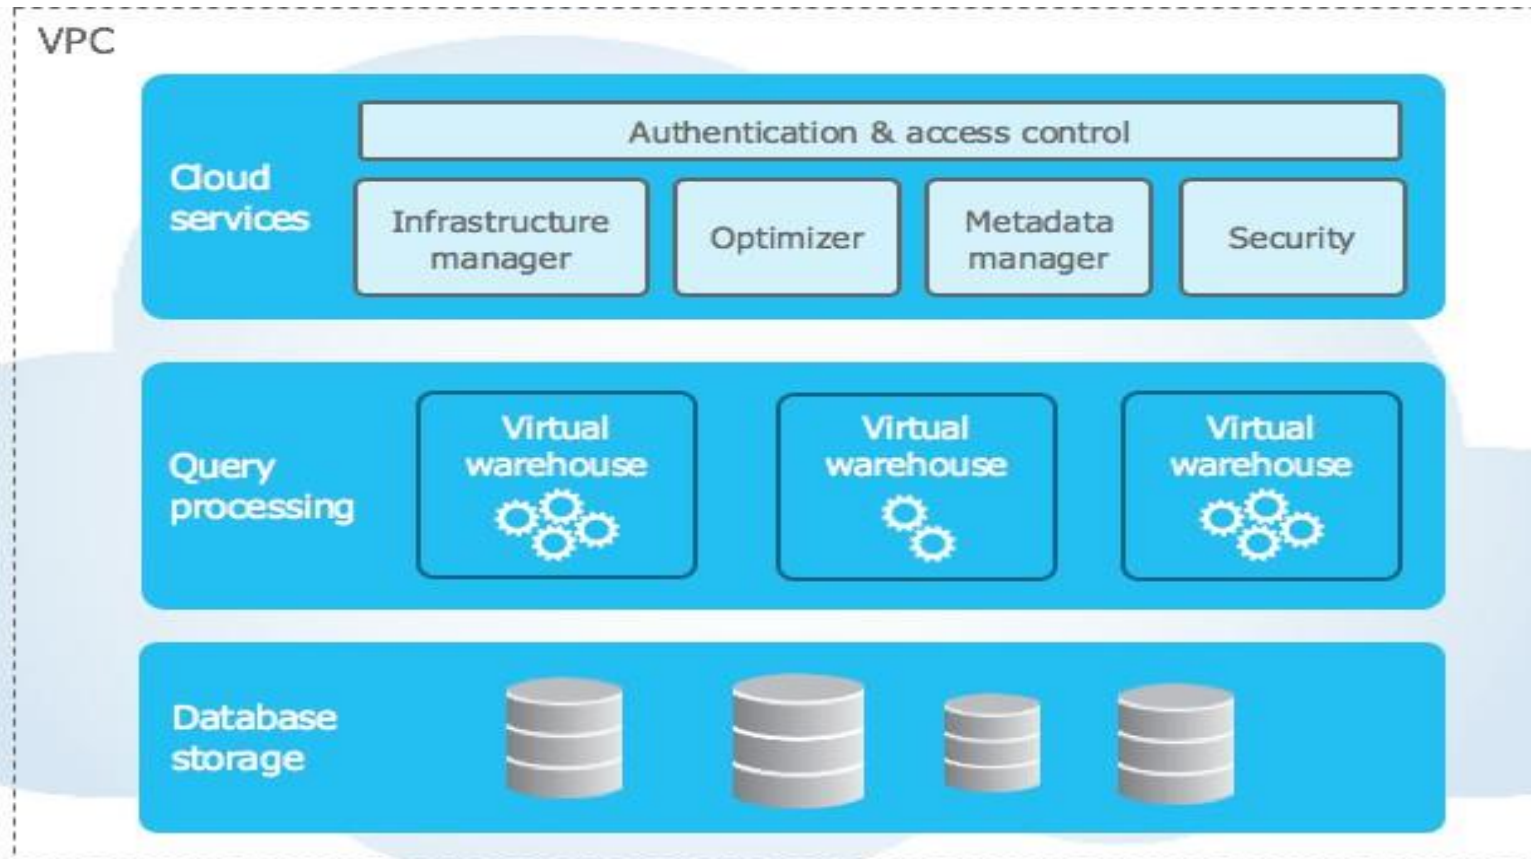 VPC
Authentication & access control
Cloud
services
Infrastructure
manager
Optimizer
Metadata
manager
Security
Query
processing
Virtual
warehouse
Virtual
warehouse
Virtual
warehouse
Database
storage